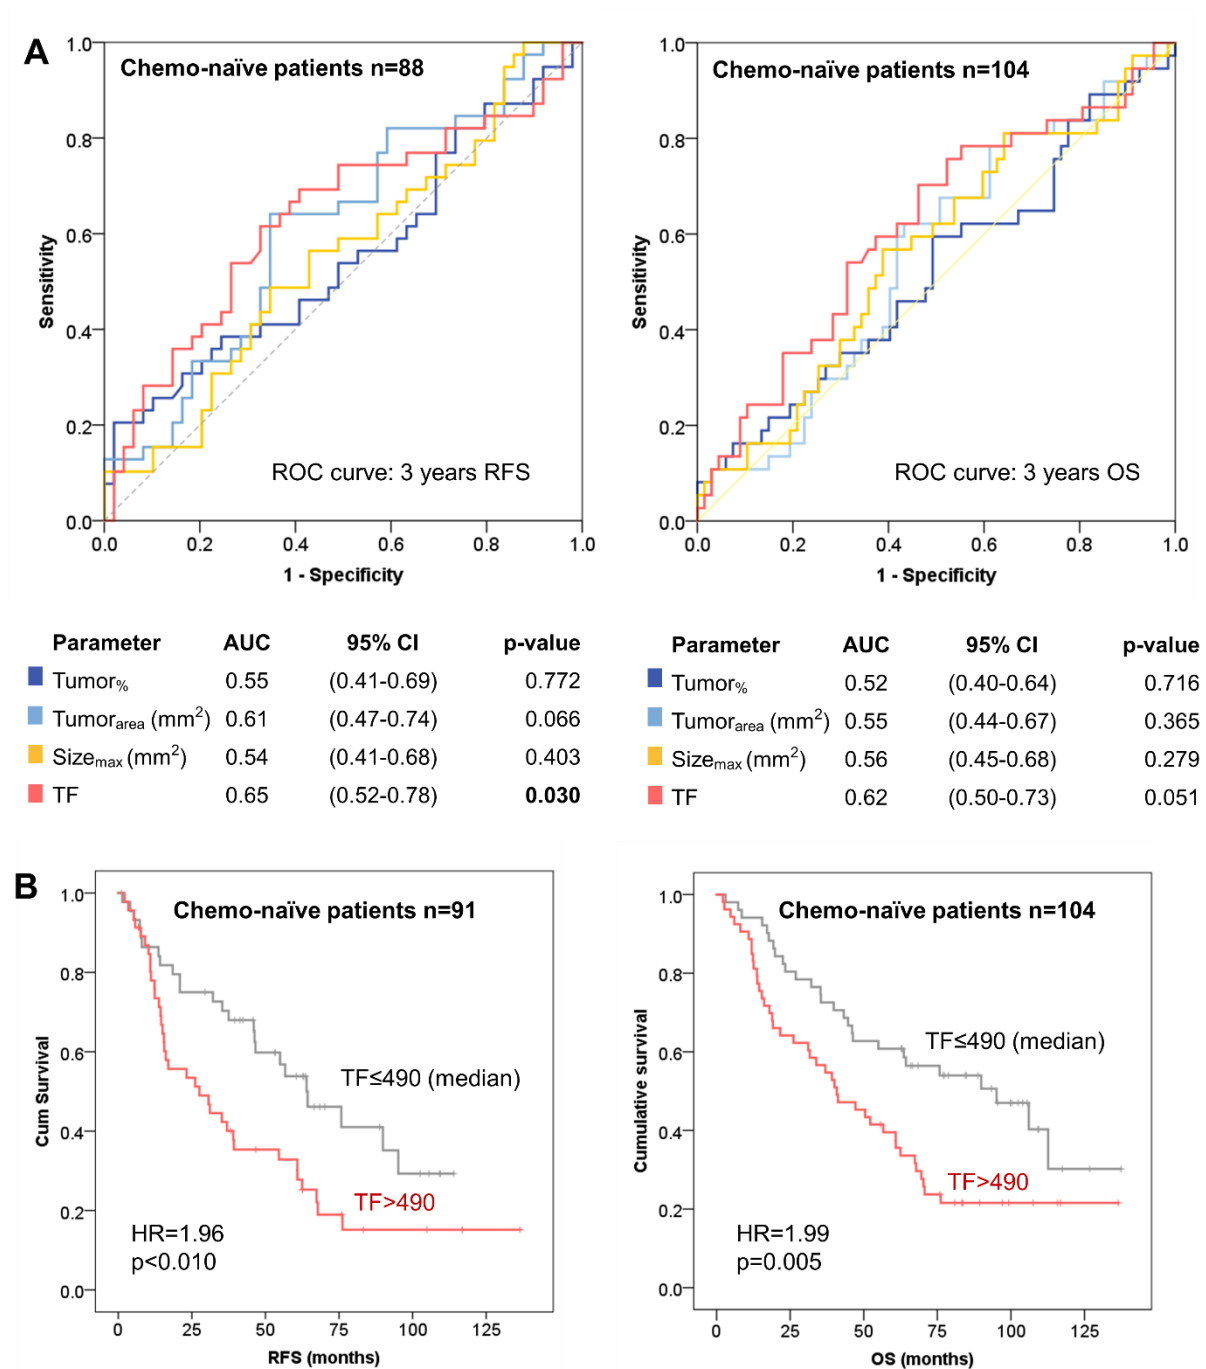 A
Chemo-naïve patients n=88
Sensitivity
1.0
0.8
0.6
0.4
0.2
0.0
ROC curve: 3 years RFS
0.0 0.2 0.4 0.6 0.8 1.0
1 - Specificity
Chemo-naïve patients n=104
Sensitivity
1.0
0.8
0.6
0.4
0.2
0.0
ROC curve: 3 years OS
0.0 0.2 0.4 0.6 0.8 1.0
1 - Specificity
Parameter AUC 95% CI p-value
Tumor% 0.55 (0.41-0.69) 0.772
Tumorarea (mm²) 0.61 (0.47-0.74) 0.066
Sizemax (mm²) 0.54 (0.41-0.68) 0.403
TF 0.65 (0.52-0.78) 0.030
Parameter AUC 95% CI p-value
Tumor% 0.52 (0.40-0.64) 0.716
Tumorarea (mm²) 0.55 (0.44-0.67) 0.365
Sizemax (mm²) 0.56 (0.45-0.68) 0.279
TF 0.62 (0.50-0.73) 0.051
B
Chemo-naïve patients n=91
Cum Survival
1.0
0.8
0.6
0.4
0.2
0.0
TF≤490 (median)
TF>490
HR=1.96
p<0.010
0 25 50 75 100 125
RFS (months)
Chemo-naïve patients n=104
Cumulative survival
1.0
0.8
0.6
0.4
0.2
0.0
TF≤490 (median)
TF>490
HR=1.99
p=0.005
0 25 50 75 100 125
OS (months)